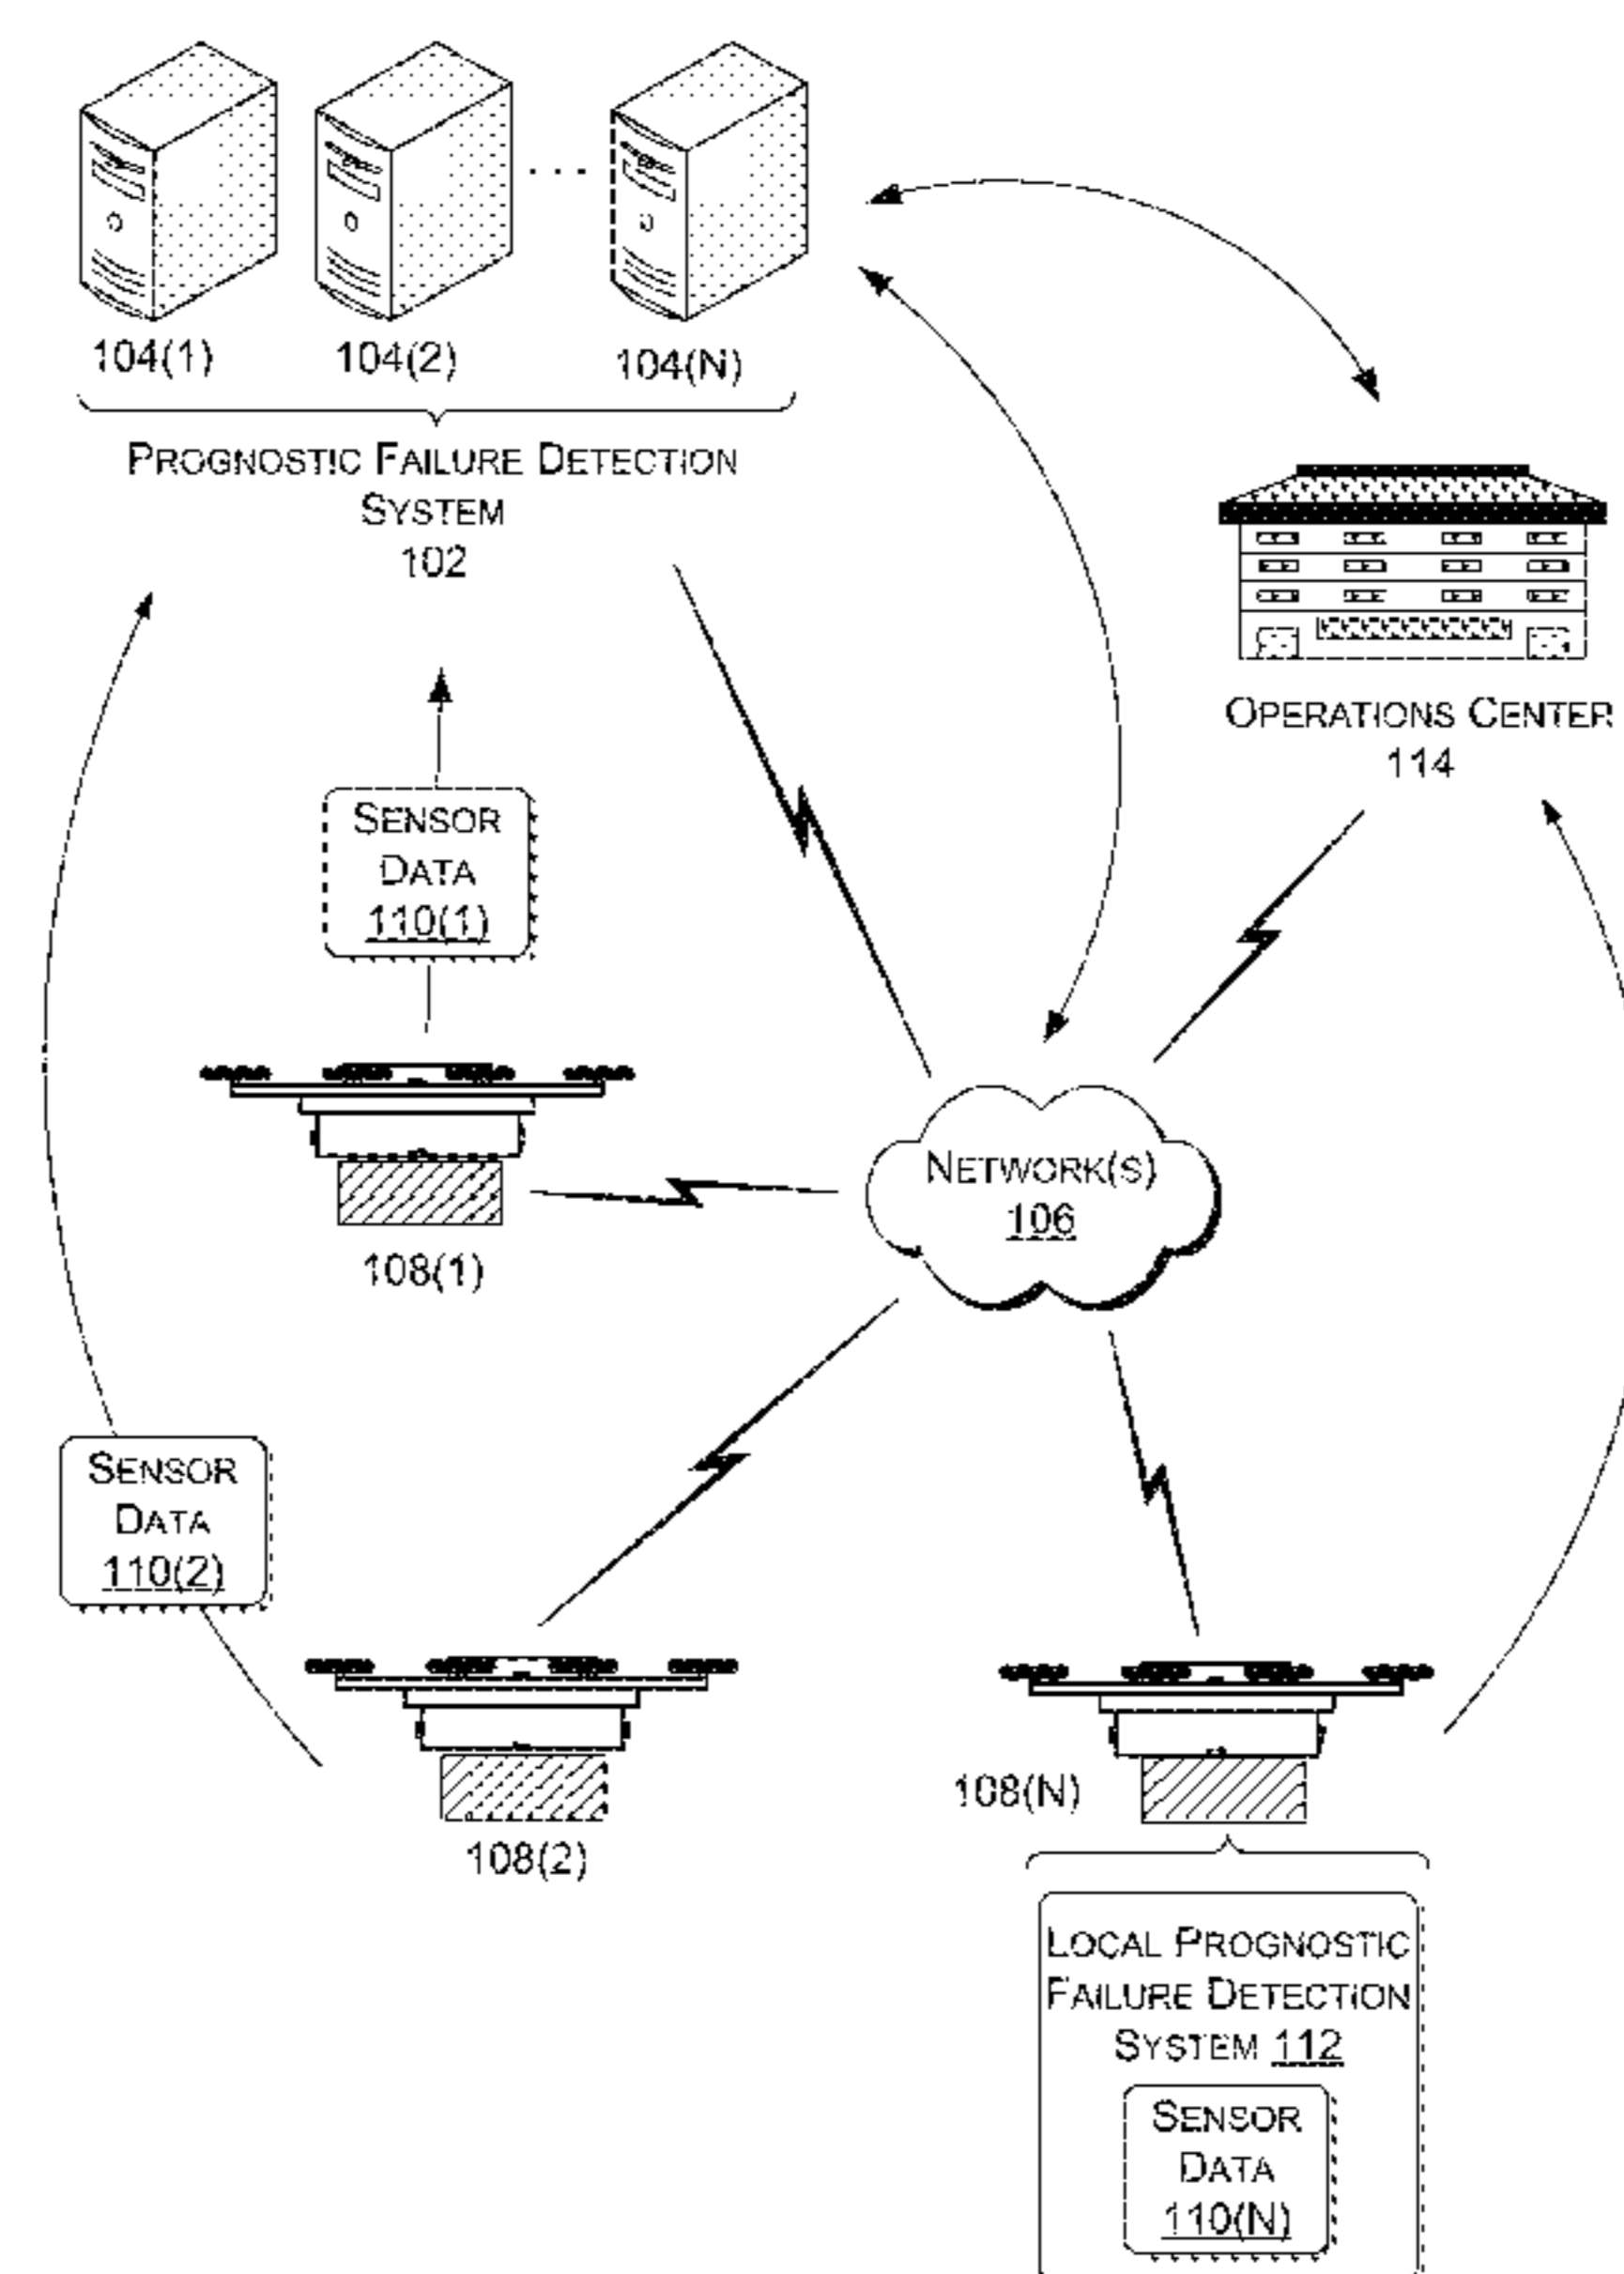 104(1)
104(2)
104(N)
PROGNOSTIC FAILURE DETECTION
SYSTEM
102
OPERATIONS CENTER
114
SENSOR
DATA
110(1)
NETWORK(S)
106
108(1)
SENSOR
DATA
110(2)
108(2)
108(N)
LOCAL PROGNOSTIC
FAILURE DETECTION
SYSTEM 112
SENSOR
DATA
110(N)